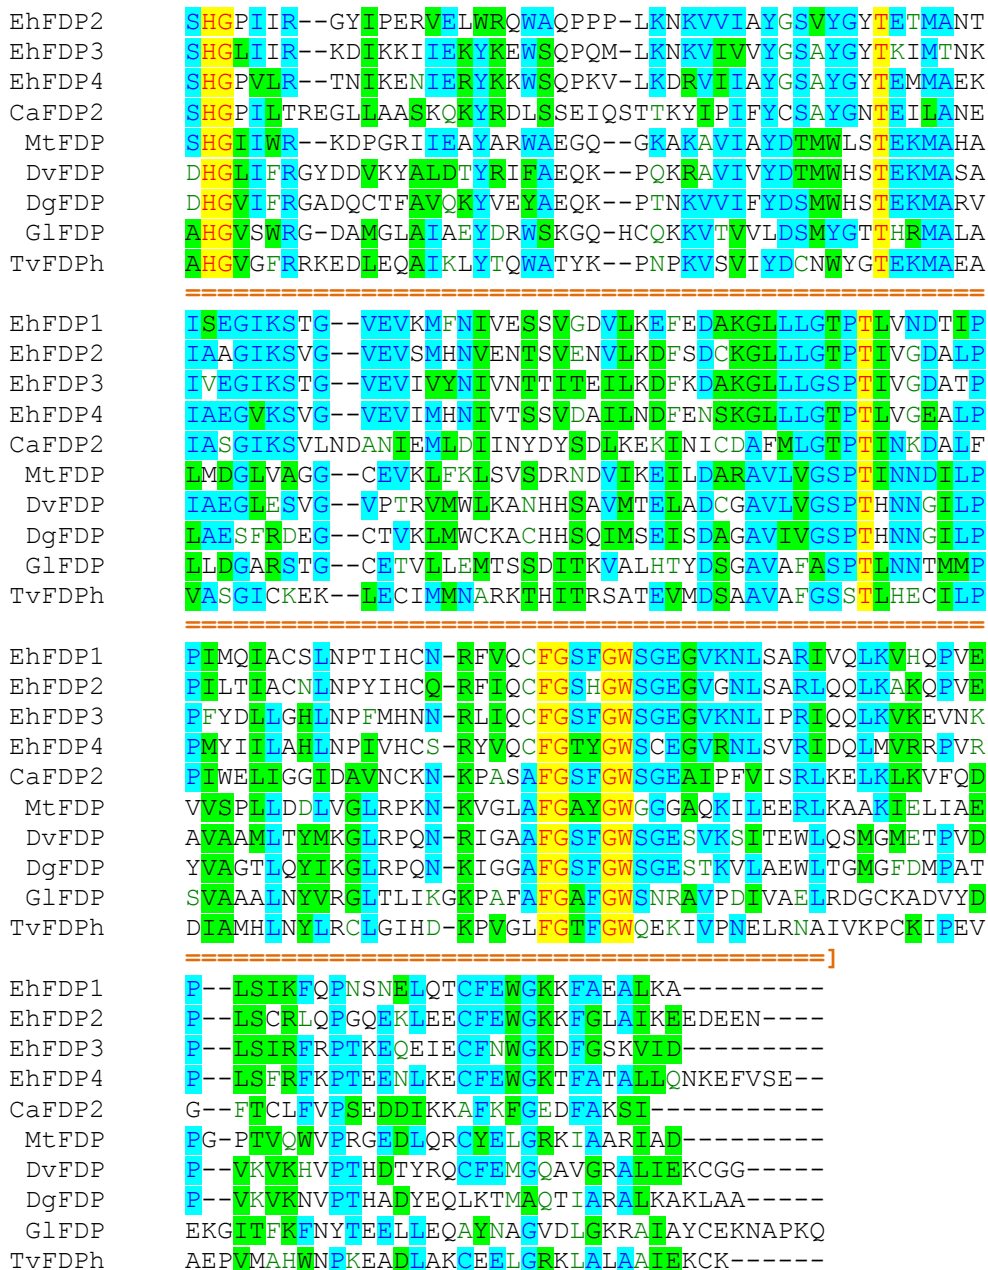 EhFDP2 SHGPIIR--GYIPERVELWRQWAQPPP-LKNKVVIAYGSVYGYTETMANT
EhFDP3 SHGLIIR--KDIKKIIEKYKEWSQPQM-LKNKVIVVYGSAYGYTKIMTNK
EhFDP4 SHGPVLR--TNIKENIERYKKWSQPKV-LKDRVIIAYGSAYGYTEMMAEK
CaFDP2 SHGPILTREGLLAASKQKYRDLSSEIQSTTKYIPIFYCSAYGNTEILANE
MtFDP SHGIIWR--KDPGRIIEAYARWAEGQ--GKAKAVIAYDTMWLSTEKMAHA
DvFDP DHGLIFRGYDDVKYALDTYRIFAEQK--PQKRAVIVYDTMWHSTEKMASA
DgFDP DHGVIFRGADQCTFAVQKYVEYAEQK--PTNKVVIFYDSMWHSTEKMARV
GlFDP AHGVSWRG-DAMGLAIAEYDRWSKGQ-HCQKKVTVVLDSMYGTTHRMALA
TvFDPh AHGVGFRRKEDLEQAIKLYTQWATYK--PNPKVSVIYDCNWYGTEKMAEA
==================================================
EhFDP1 ISEGIKSTG--VEVKMFNIVESSVGDVLKEFEDAKGLLLGTPTLVNDTIP
EhFDP2 IAAGIKSVG--VEVSMHNVENTSVENVLKDFSDCKGLLLGTPTIVGDALP
EhFDP3 IVEGIKSTG--VEVIVYNIVNTTITEILKDFKDAKGLLLGSPTIVGDATP
EhFDP4 IAEGVKSVG--VEVIMHNIVTSSVDAILNDFENSKGLLLGTPTLVGEALP
CaFDP2 IASGIKSVLNDANIEMLDIINYDYSDLKEKINICDAFMLGTPTINKDALF
MtFDP LMDGLVAGG--CEVKLFKLSVSDRNDVIKEILDARAVLVGSPTINNDILP
DvFDP IAEGLESVG--VPTRVMWLKANHHSAVMTELADCGAVLVGSPTHNNGILP
DgFDP LAESFRDEG--CTVKLMWCKACHHSQIMSEISDAGAVIVGSPTHNNGILP
GlFDP LLDGARSTG--CETVLLEMTSSDITKVALHTYDSGAVAFASPTLNNTMMP
TvFDPh VASGICKEK--LECIMMNARKTHITRSATEVMDSAAVAFGSSTLHECILP
==================================================
EhFDP1 PIMQIACSLNPTIHCN-RFVQCFGSFGWSGEGVKNLSARIVQLKVHQPVE
EhFDP2 PILTIACNLNPYIHCQ-RFIQCFGSHGWSGEGVGNLSARLQQLKAKQPVE
EhFDP3 PFYDLLGHLNPFMHNN-RLIQCFGSFGWSGEGVKNLIPRIQQLKVKEVNK
EhFDP4 PMYIILAHLNPIVHCS-RYVQCFGTYGWSCEGVRNLSVRIDQLMVRRPVR
CaFDP2 PIWELIGGIDAVNCKN-KPASAFGSFGWSGEAIPFVISRLKELKLKVFQD
MtFDP VVSPLLDDLVGLRPKN-KVGLAFGAYGWGGGAQKILEERLKAAKIELIAE
DvFDP AVAAMLTYMKGLRPQN-RIGAAFGSFGWSGESVKSITEWLQSMGMETPVD
DgFDP YVAGTLQYIKGLRPQN-KIGGAFGSFGWSGESTKVLAEWLTGMGFDMPAT
GlFDP SVAAALNYVRGLTLIKGKPAFAFGAFGWSNRAVPDIVAELRDGCKADVYD
TvFDPh DIAMHLNYLRCLGIHD-KPVGLFGTFGWQEKIVPNELRNAIVKPCKIPEV
========================================]
EhFDP1 P--LSIKFQPNSNELQTCFEWGKKFAEALKA---------
EhFDP2 P--LSCRLQPGQEKLEECFEWGKKFGLAIKEEDEEN----
EhFDP3 P--LSIRFRPTKEQEIECFNWGKDFGSKVID---------
EhFDP4 P--LSFRFKPTEENLKECFEWGKTFATALLQNKEFVSE--
CaFDP2 G--FTCLFVPSEDDIKKAFKFGEDFAKSI-----------
MtFDP PG-PTVQWVPRGEDLQRCYELGRKIAARIAD---------
DvFDP P--VKVKHVPTHDTYRQCFEMGQAVGRALIEKCGG-----
DgFDP P--VKVKNVPTHADYEQLKTMAQTIARALKAKLAA-----
GlFDP EKGITFKFNYTEELLEQAYNAGVDLGKRAIAYCEKNAPKQ
TvFDPh AEPVMAHWNPKEADLAKCEELGRKLALAAIEKCK------